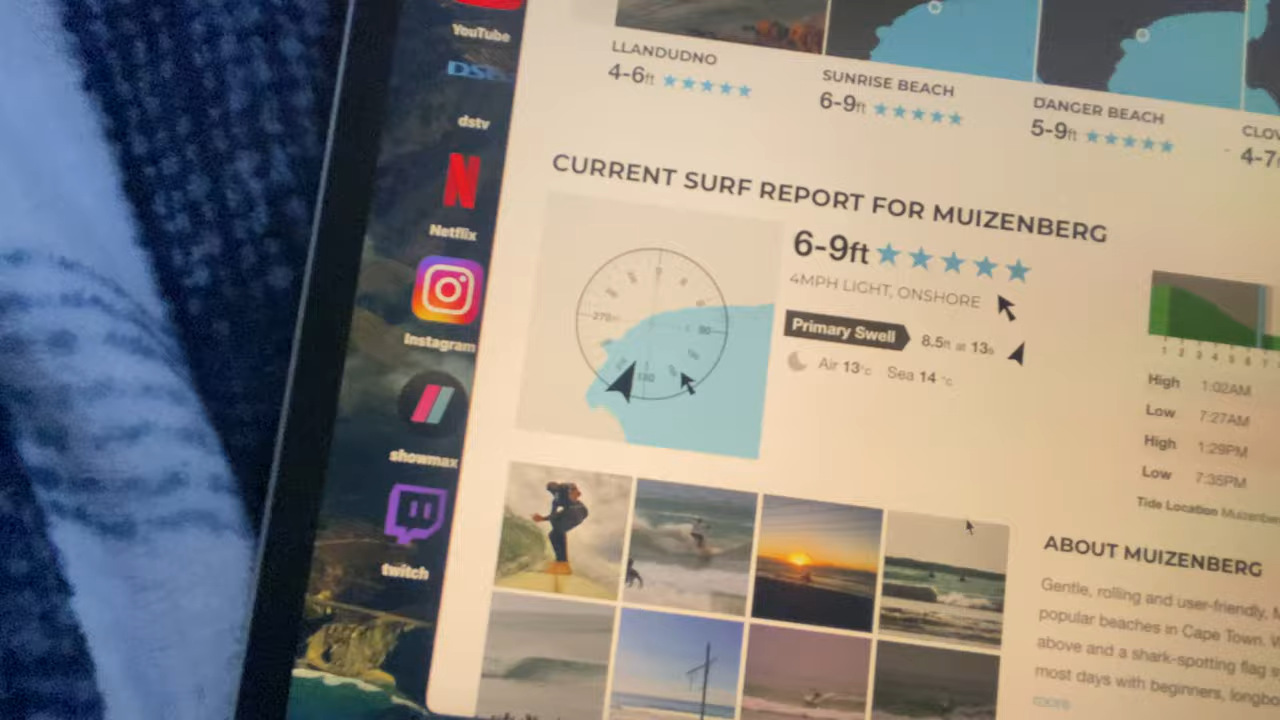 YouTube
dstv
Netflix
Instagram
showmax
twitch
LLANDUDNO
4-6ft
SUNRISE BEACH
6-9ft
DANGER BEACH
5-9ft
CURRENT SURF REPORT FOR MUIZENBERG
6-9ft
4MPH LIGHT, ONSHORE
Primary Swell 8.5ft at 13s
Air 13°c Sea 14 °c
270
90
180
1 2 3 4 5 6 7
High 1:02AM
Low 7:27AM
High 1:29PM
Low 7:35PM
Tide Location
ABOUT MUIZENBERG
Gentle, rolling and user-friendly,
popular beaches in Cape Town.
above and a shark-spotting flag
most days with beginners,
more